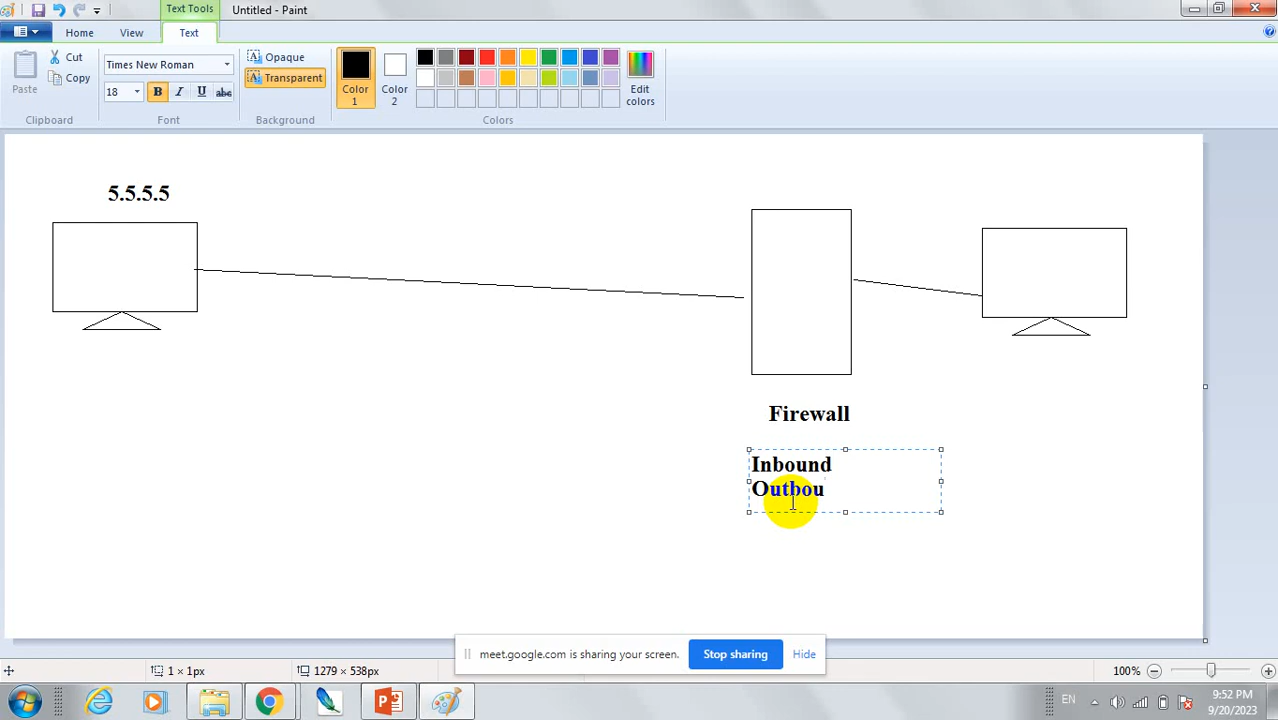 Text Tools
Untitled - Paint
Home
View
Text
Paste
Cut
Copy
Clipboard
Times New Roman
18
B
I
U
abc
Font
Opaque
Transparent
Background
Color
1
Color
2
Edit
colors
Colors
5.5.5.5
Firewall
Inbound
Outbou
meet.google.com is sharing your screen.
Stop sharing
Hide
1 × 1px
1279 × 538px
100%
EN
9:52 PM
9/20/2023